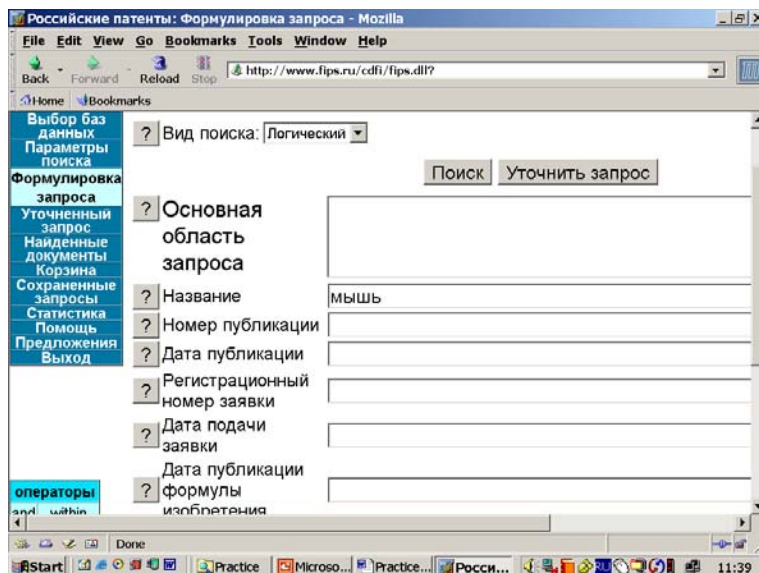 Российские патенты: Формулировка запроса - Mozilla
File Edit View Go Bookmarks Tools Window Help
Back Forward Reload Stop http://www.fips.ru/cdfi/fips.dll?
Home Bookmarks
Выбор баз
данных
Параметры
поиска
Формулировка
запроса
Уточненный
запрос
Найденные
документы
Корзина
Сохраненные
запросы
Статистика
Помощь
Предложения
Выход
операторы
and within
? Вид поиска: Логический
Поиск Уточнить запрос
? Основная
область
запроса
? Название мышь
? Номер публикации
? Дата публикации
? Регистрационный
номер заявки
? Дата подачи
заявки
Дата публикации
? формулы
изобретения
Done
Start Practice Microso... Practice... Росси... 11:39